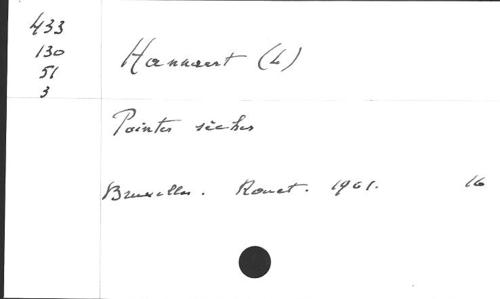 433
130
51
3
Hannaert (L)
Pointes sèches
Bruxelles. Rouet. 1961. 16